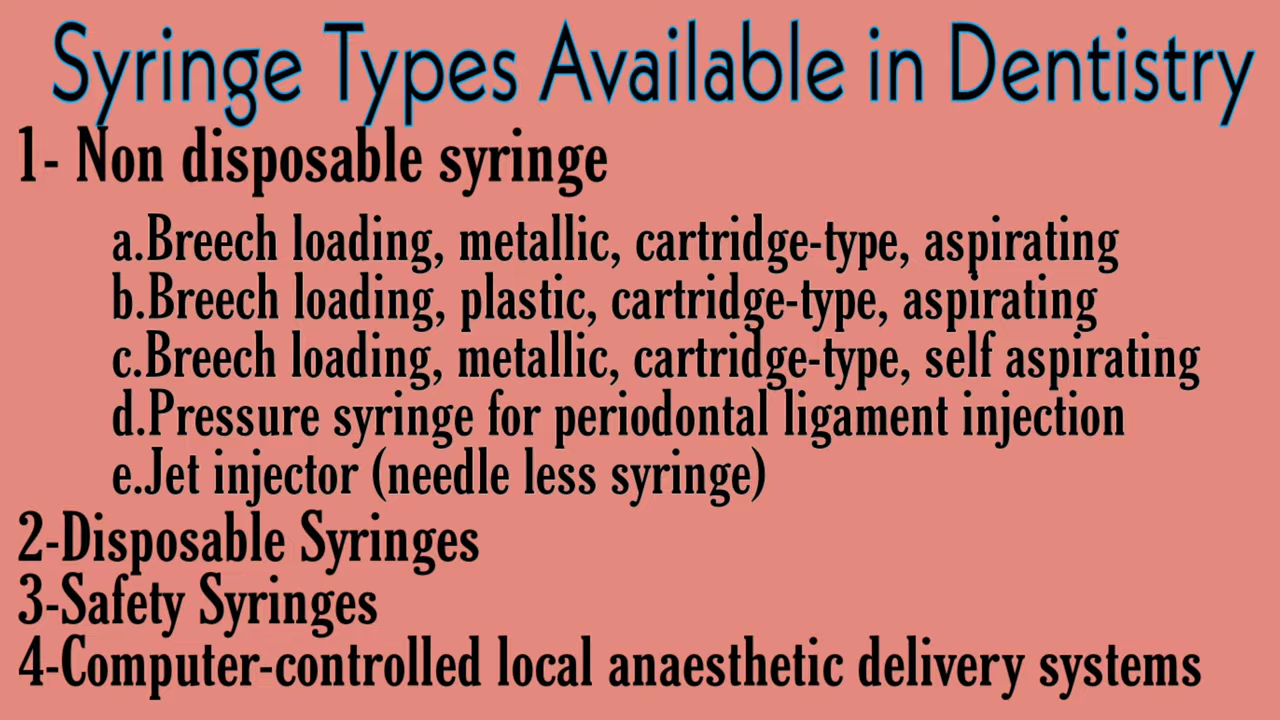 Syringe Types Available in Dentistry
1- Non disposable syringe
a.Breech loading, metallic, cartridge-type, aspirating
b.Breech loading, plastic, cartridge-type, aspirating
c.Breech loading, metallic, cartridge-type, self aspirating
d.Pressure syringe for periodontal ligament injection
e.Jet injector (needle less syringe)
2-Disposable Syringes
3-Safety Syringes
4-Computer-controlled local anaesthetic delivery systems